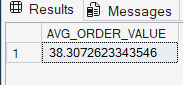 Results Messages
AVG_ORDER_VALUE
1 38.3072623343546